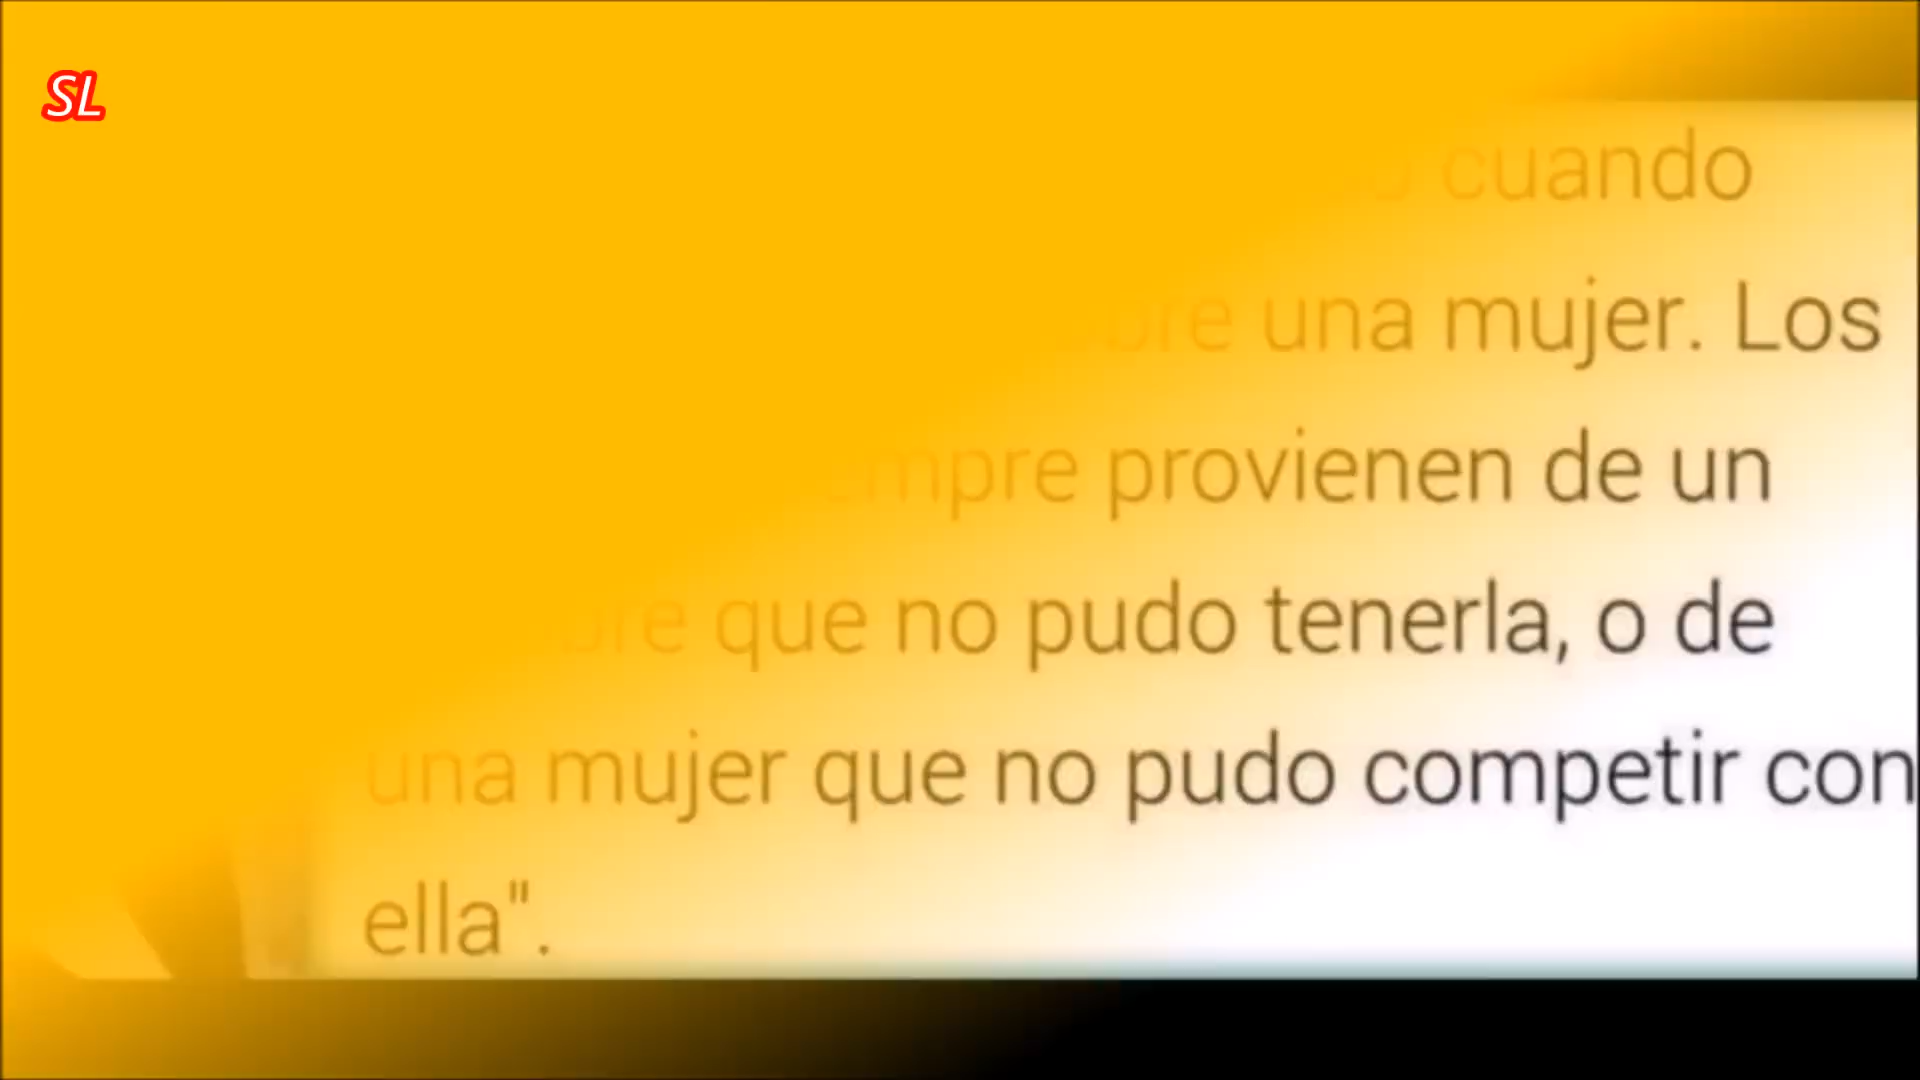 SL
cuando
una mujer. Los
provienen de un
que no pudo tenerla, o de
una mujer que no pudo competir con
ella".